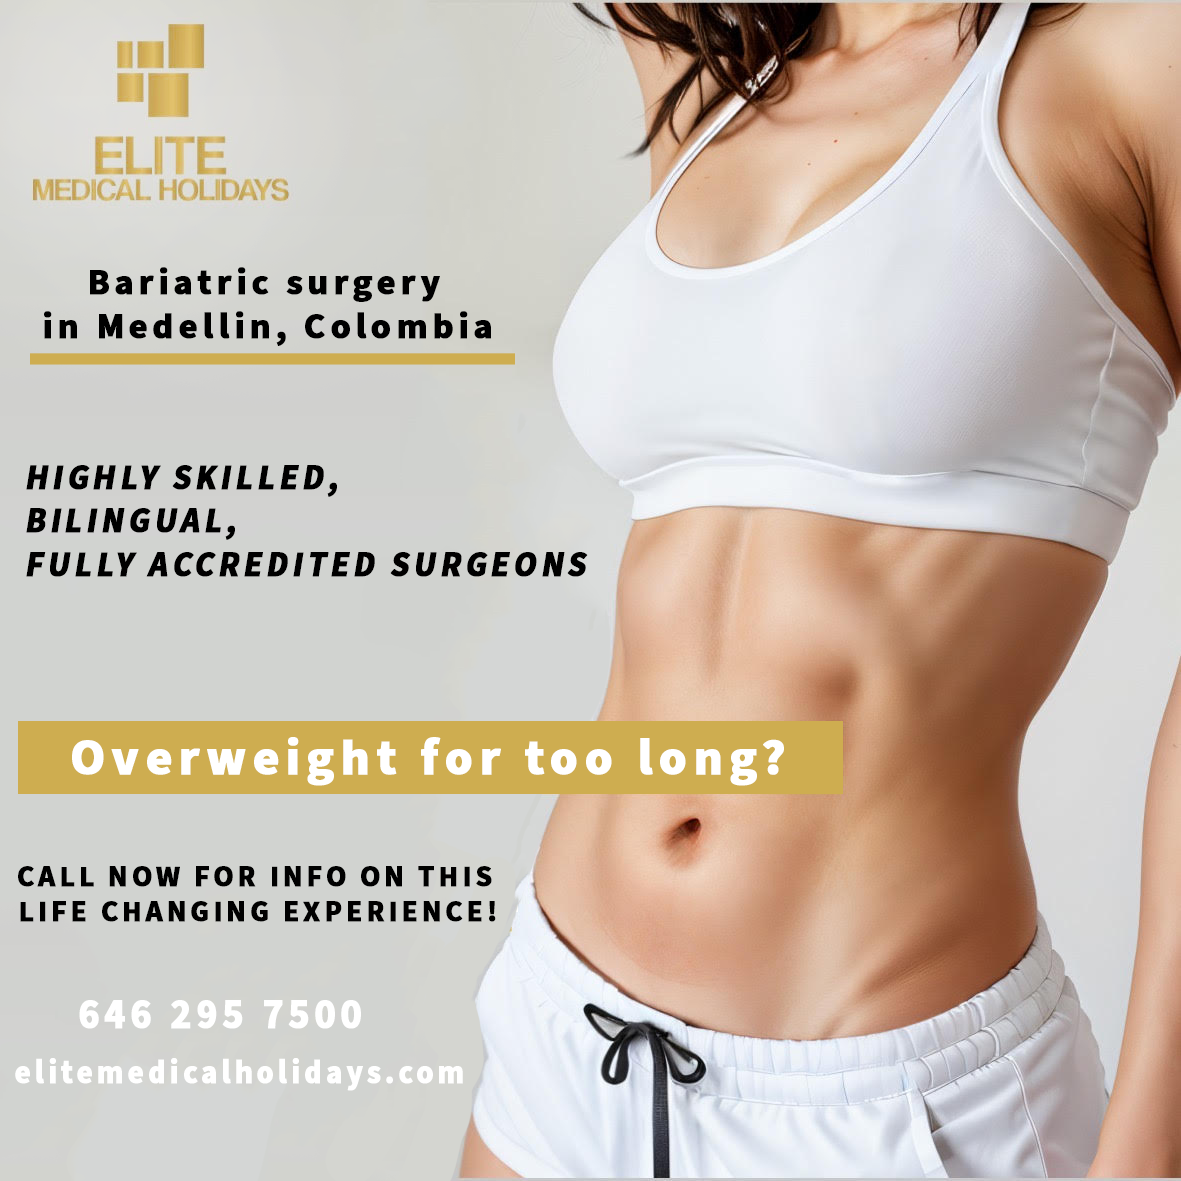 ELITE
MEDICAL HOLIDAYS
Bariatric surgery
in Medellin, Colombia
HIGHLY SKILLED,
BILINGUAL,
FULLY ACCREDITED SURGEONS
Overweight for too long?
CALL NOW FOR INFO ON THIS
LIFE CHANGING EXPERIENCE!
646 295 7500
elitemedicalholidays.com